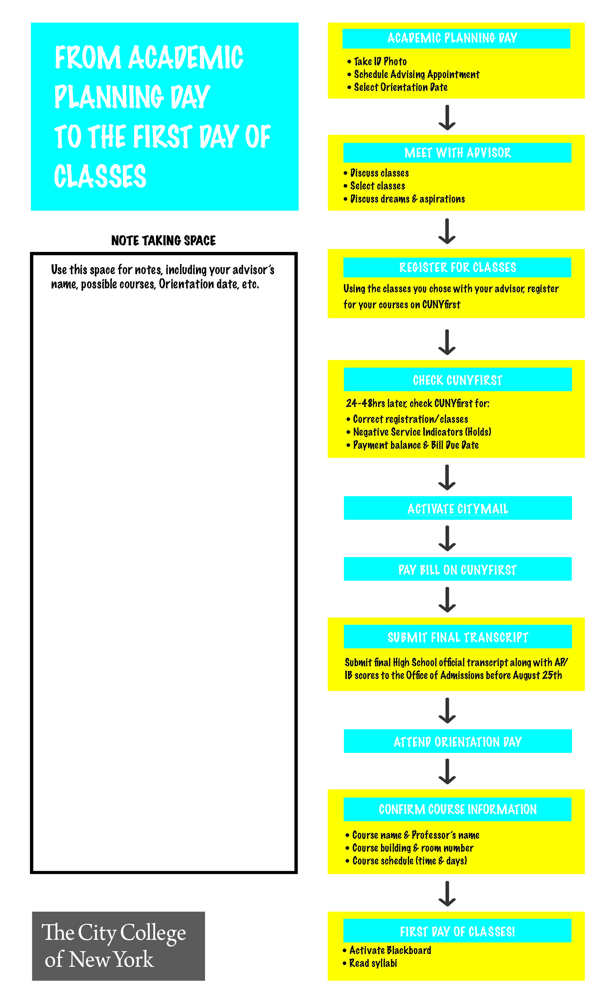 FROM ACADEMIC
PLANNING DAY
TO THE FIRST DAY OF
CLASSES
NOTE TAKING SPACE
Use this space for notes, including your advisor's
name, possible courses, Orientation date, etc.
The City College
of New York
ACADEMIC PLANNING DAY
• Take ID Photo
• Schedule Advising Appointment
• Select Orientation Date
MEET WITH ADVISOR
• Discuss classes
• Select classes
• Discuss dreams & aspirations
REGISTER FOR CLASSES
Using the classes you chose with your advisor, register
for your courses on CUNYfirst
CHECK CUNYFIRST
24-48hrs later, check CUNYfirst for:
• Correct registration/classes
• Negative Service Indicators (Holds)
• Payment balance & Bill Due Date
ACTIVATE CITYMAIL
PAY BILL ON CUNYFIRST
SUBMIT FINAL TRANSCRIPT
Submit final High School official transcript along with AP/
IB scores to the Office of Admissions before August 25th
ATTEND ORIENTATION DAY
CONFIRM COURSE INFORMATION
• Course name & Professor's name
• Course building & room number
• Course schedule (time & days)
FIRST DAY OF CLASSES!
• Activate Blackboard
• Read syllabi